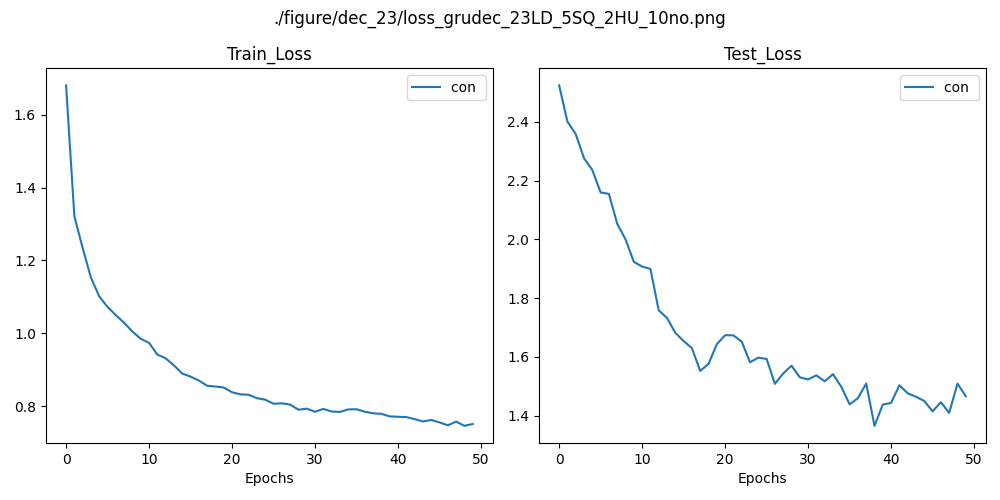 ./figure/dec_23/loss_grudec_23LD_5SQ_2HU_10no.png
Train_Loss
con
1.6
1.4
1.2
1.0
0.8
0 10 20 30 40 50
Epochs
Test_Loss
con
2.4
2.2
2.0
1.8
1.6
1.4
0 10 20 30 40 50
Epochs